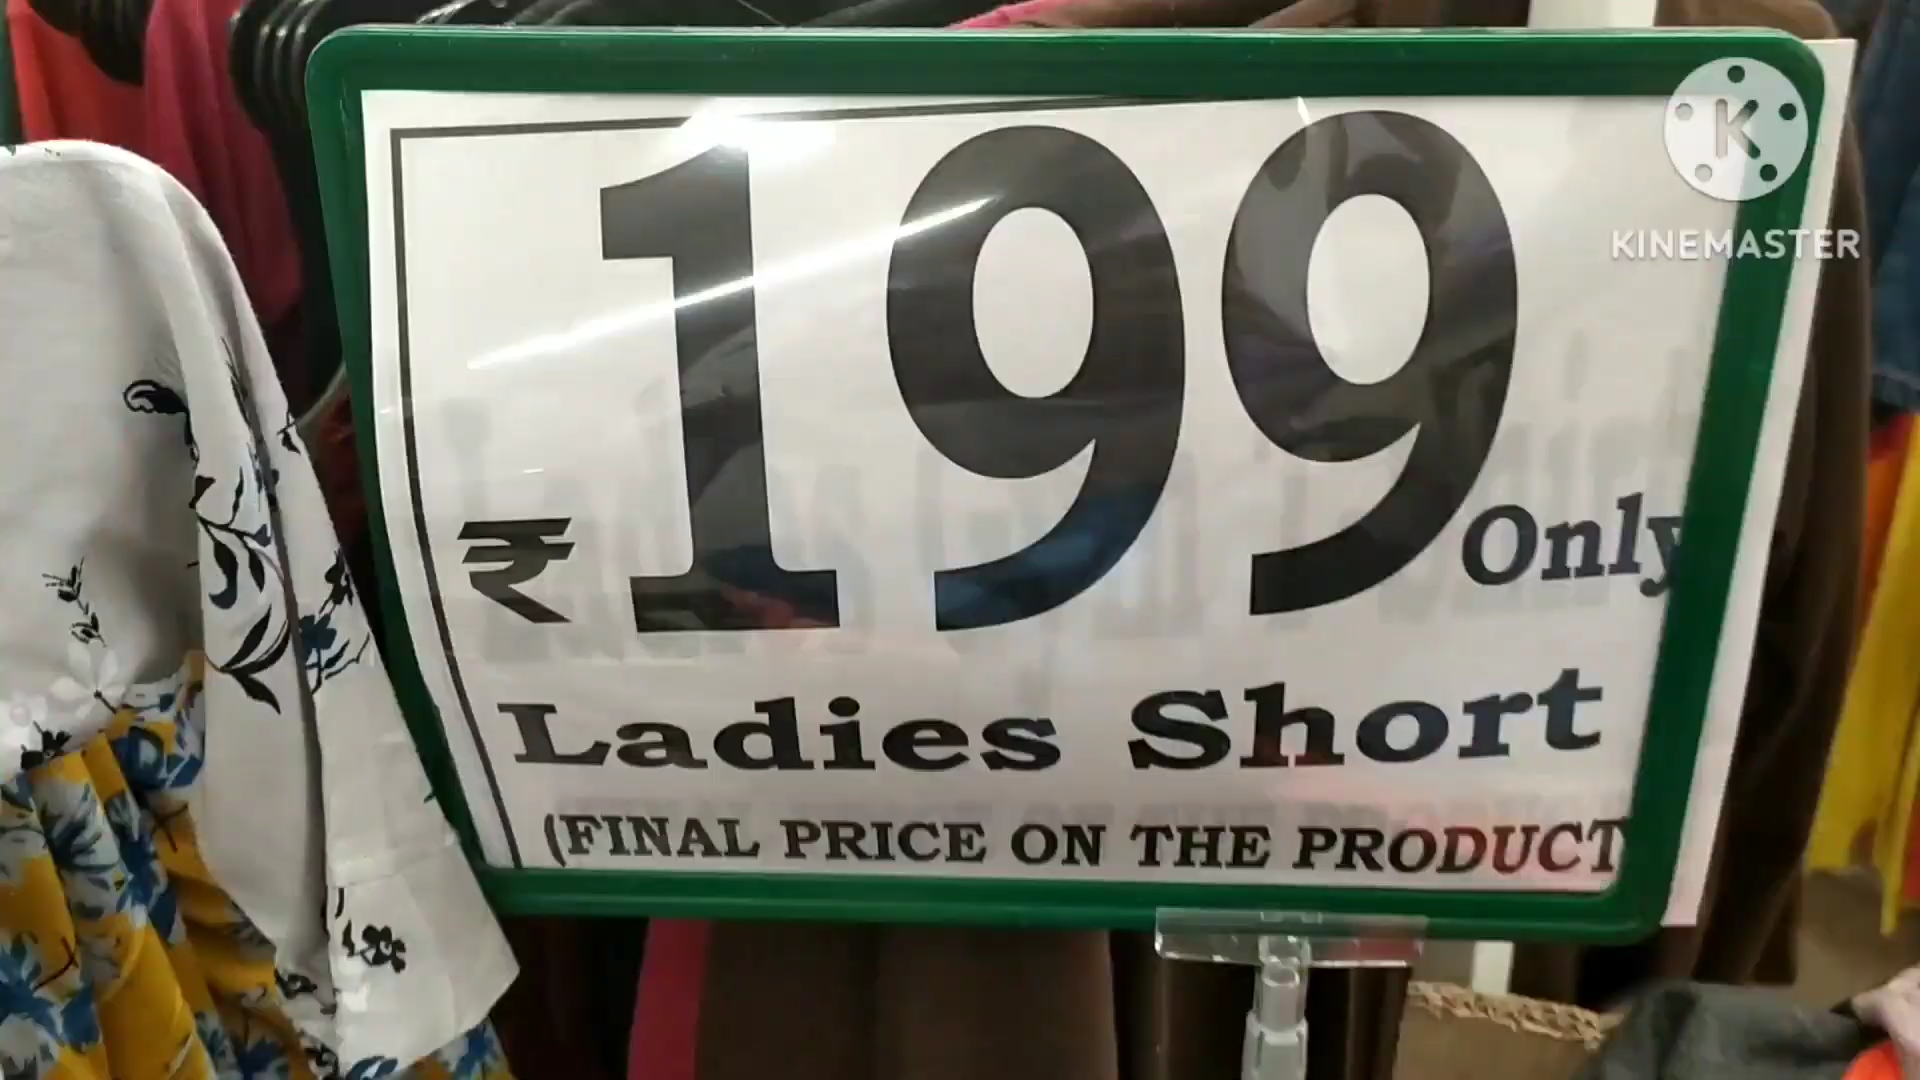 ₹199 Only
Ladies Short
(FINAL PRICE ON THE PRODUCT
K
KINEMASTER